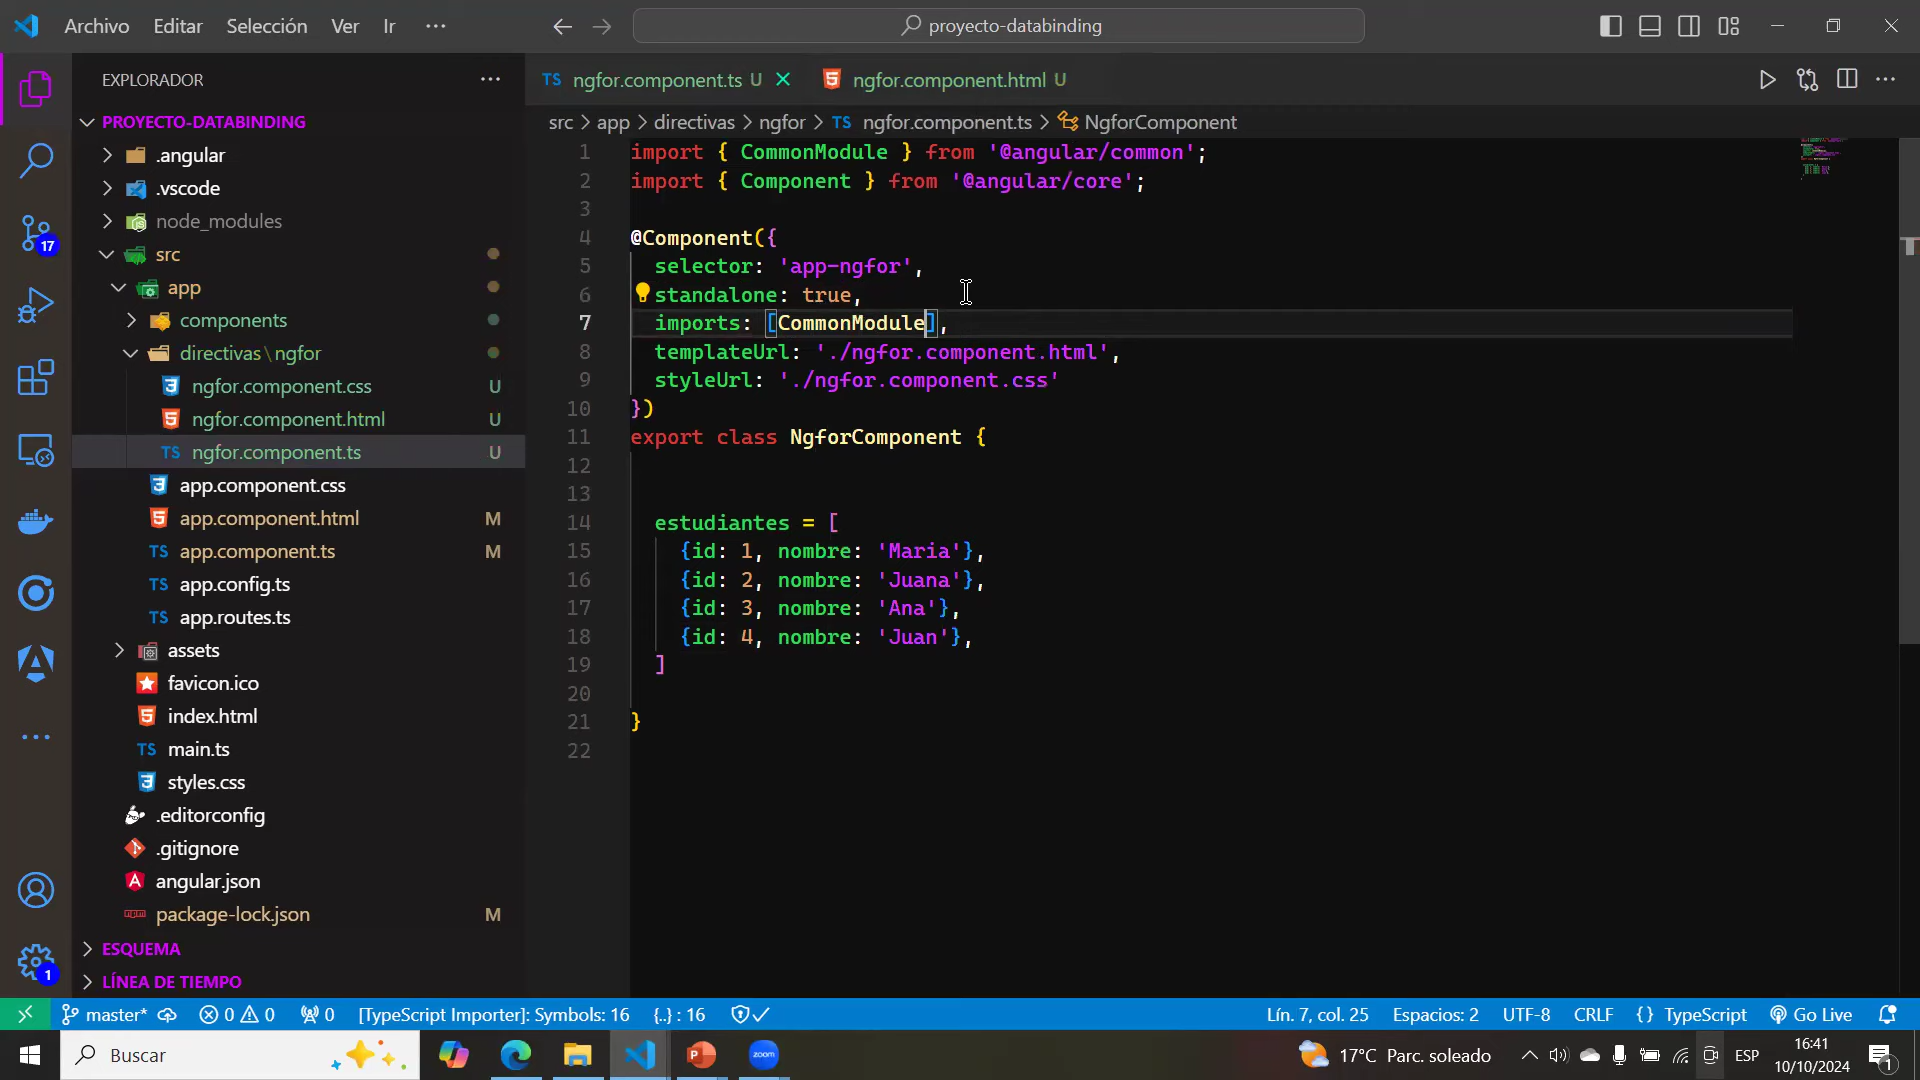 Archivo Editar Selección Ver Ir ··· proyecto-databinding
EXPLORADOR ···
PROYECTO-DATABINDING
.angular
.vscode
node_modules
17
src
app
components
directivas\ngfor
ngfor.component.css U
ngfor.component.html U
TS ngfor.component.ts U
app.component.css
app.component.html M
TS app.component.ts M
TS app.config.ts
TS app.routes.ts
assets
favicon.ico
index.html
TS main.ts
styles.css
.editorconfig
.gitignore
angular.json
package-lock.json M
ESQUEMA
1
LÍNEA DE TIEMPO
TS ngfor.component.ts U ngfor.component.html U
src > app > directivas > ngfor > TS ngfor.component.ts > NgforComponent
1 import { CommonModule } from '@angular/common';
2 import { Component } from '@angular/core';
3
4 @Component({
5 selector: 'app-ngfor',
6 standalone: true,
7 imports: [CommonModule],
8 templateUrl: './ngfor.component.html',
9 styleUrl: './ngfor.component.css'
10 })
11 export class NgforComponent {
12
13
14 estudiantes = [
15 {id: 1, nombre: 'Maria'},
16 {id: 2, nombre: 'Juana'},
17 {id: 3, nombre: 'Ana'},
18 {id: 4, nombre: 'Juan'},
19 ]
20
21 }
22
master* 0 0 0 [TypeScript Importer]: Symbols: 16 {..} : 16 Lín. 7, col. 25 Espacios: 2 UTF-8 CRLF {} TypeScript Go Live
Buscar zoom 17°C Parc. soleado ESP 16:41
10/10/2024 1